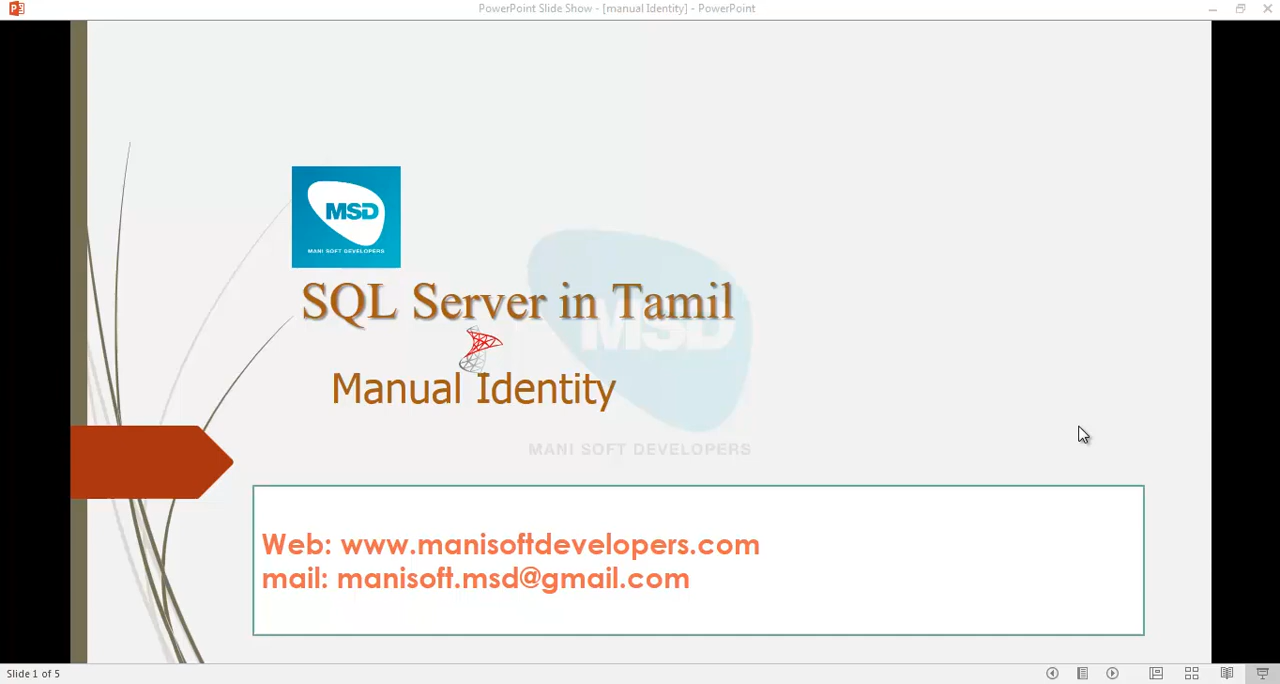 PowerPoint Slide Show - [manual Identity] - PowerPoint
MSD
MANI SOFT DEVELOPERS
SQL Server in Tamil
MSD
Manual Identity
MANI SOFT DEVELOPERS
Web: www.manisoftdevelopers.com
mail: manisoft.msd@gmail.com
Slide 1 of 5